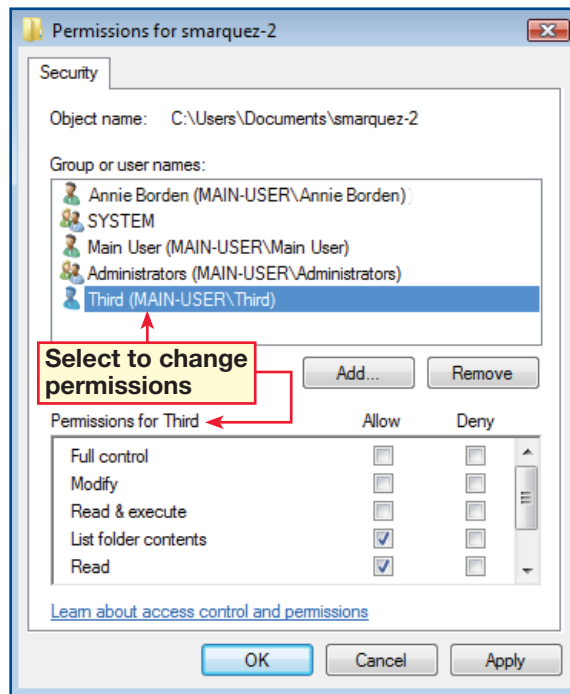 Permissions for smarquez-2
Security
Object name: C:\Users\Documents\smarquez-2
Group or user names:
Annie Borden (MAIN-USER\Annie Borden)
SYSTEM
Main User (MAIN-USER\Main User)
Administrators (MAIN-USER\Administrators)
Third (MAIN-USER\Third)
Select to change
permissions
Add... Remove
Permissions for Third Allow Deny
Full control
Modify
Read & execute
List folder contents
Read
Learn about access control and permissions
OK Cancel Apply